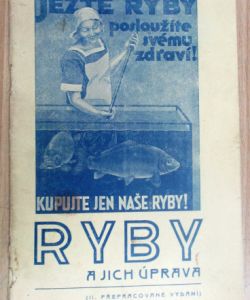 JEZTE RYBY
posloužíte
svému
zdraví!
KUPUJTE JEN NAŠE RYBY!
RYBY
A JICH ÚPRAVA
III. PŘEPRACOVANÉ VYDÁNÍ